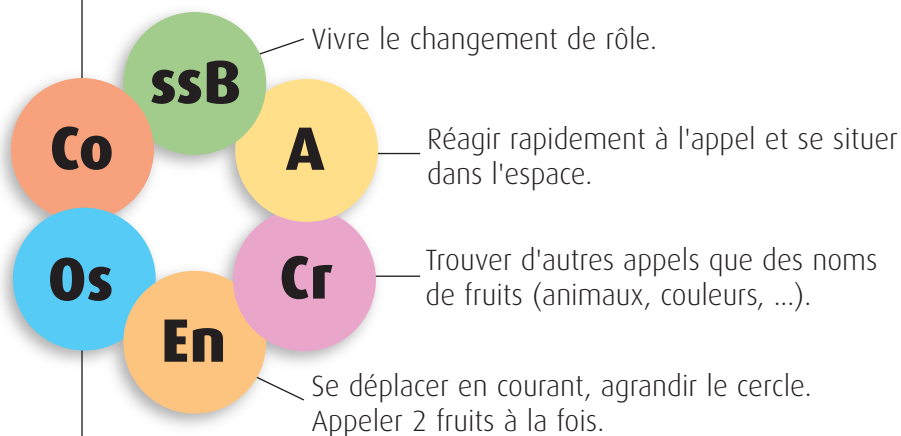 ssB
Vivre le changement de rôle.
Co
A
Réagir rapidement à l'appel et se situer
dans l'espace.
Os
Cr
Trouver d'autres appels que des noms
de fruits (animaux, couleurs, ...).
En
Se déplacer en courant, agrandir le cercle.
Appeler 2 fruits à la fois.